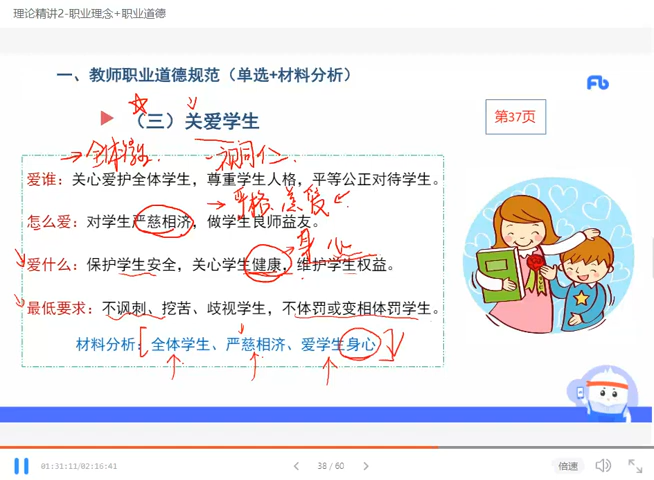 理论精讲2-职业理念+职业道德
一、教师职业道德规范（单选+材料分析）
Fb
（三）关爱学生
第37页
全体学生
一视同仁
爱谁：关心爱护全体学生，尊重学生人格，平等公正对待学生。
严格
怎么爱：对学生严慈相济，做学生良师益友。
身心
爱什么：保护学生安全，关心学生健康，维护学生权益。
最低要求：不讽刺、挖苦、歧视学生，不体罚或变相体罚学生。
材料分析：全体学生、严慈相济、爱学生身心
01:31:11/02:16:41
38 / 60
倍速